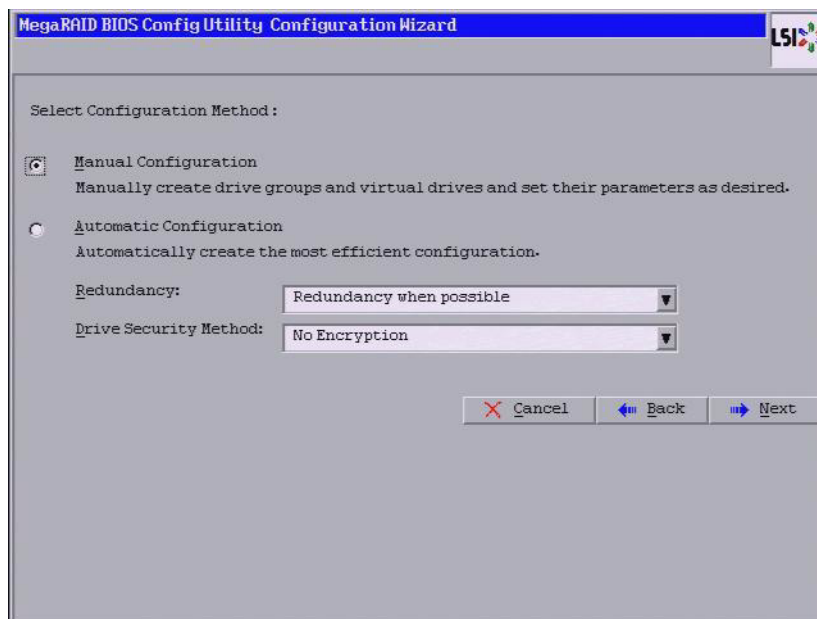 MegaRAID BIOS Config Utility Configuration Wizard
LSI
Select Configuration Method:
Manual Configuration
Manually create drive groups and virtual drives and set their parameters as desired.
Automatic Configuration
Automatically create the most efficient configuration.
Redundancy: Redundancy when possible
Drive Security Method: No Encryption
Cancel Back Next